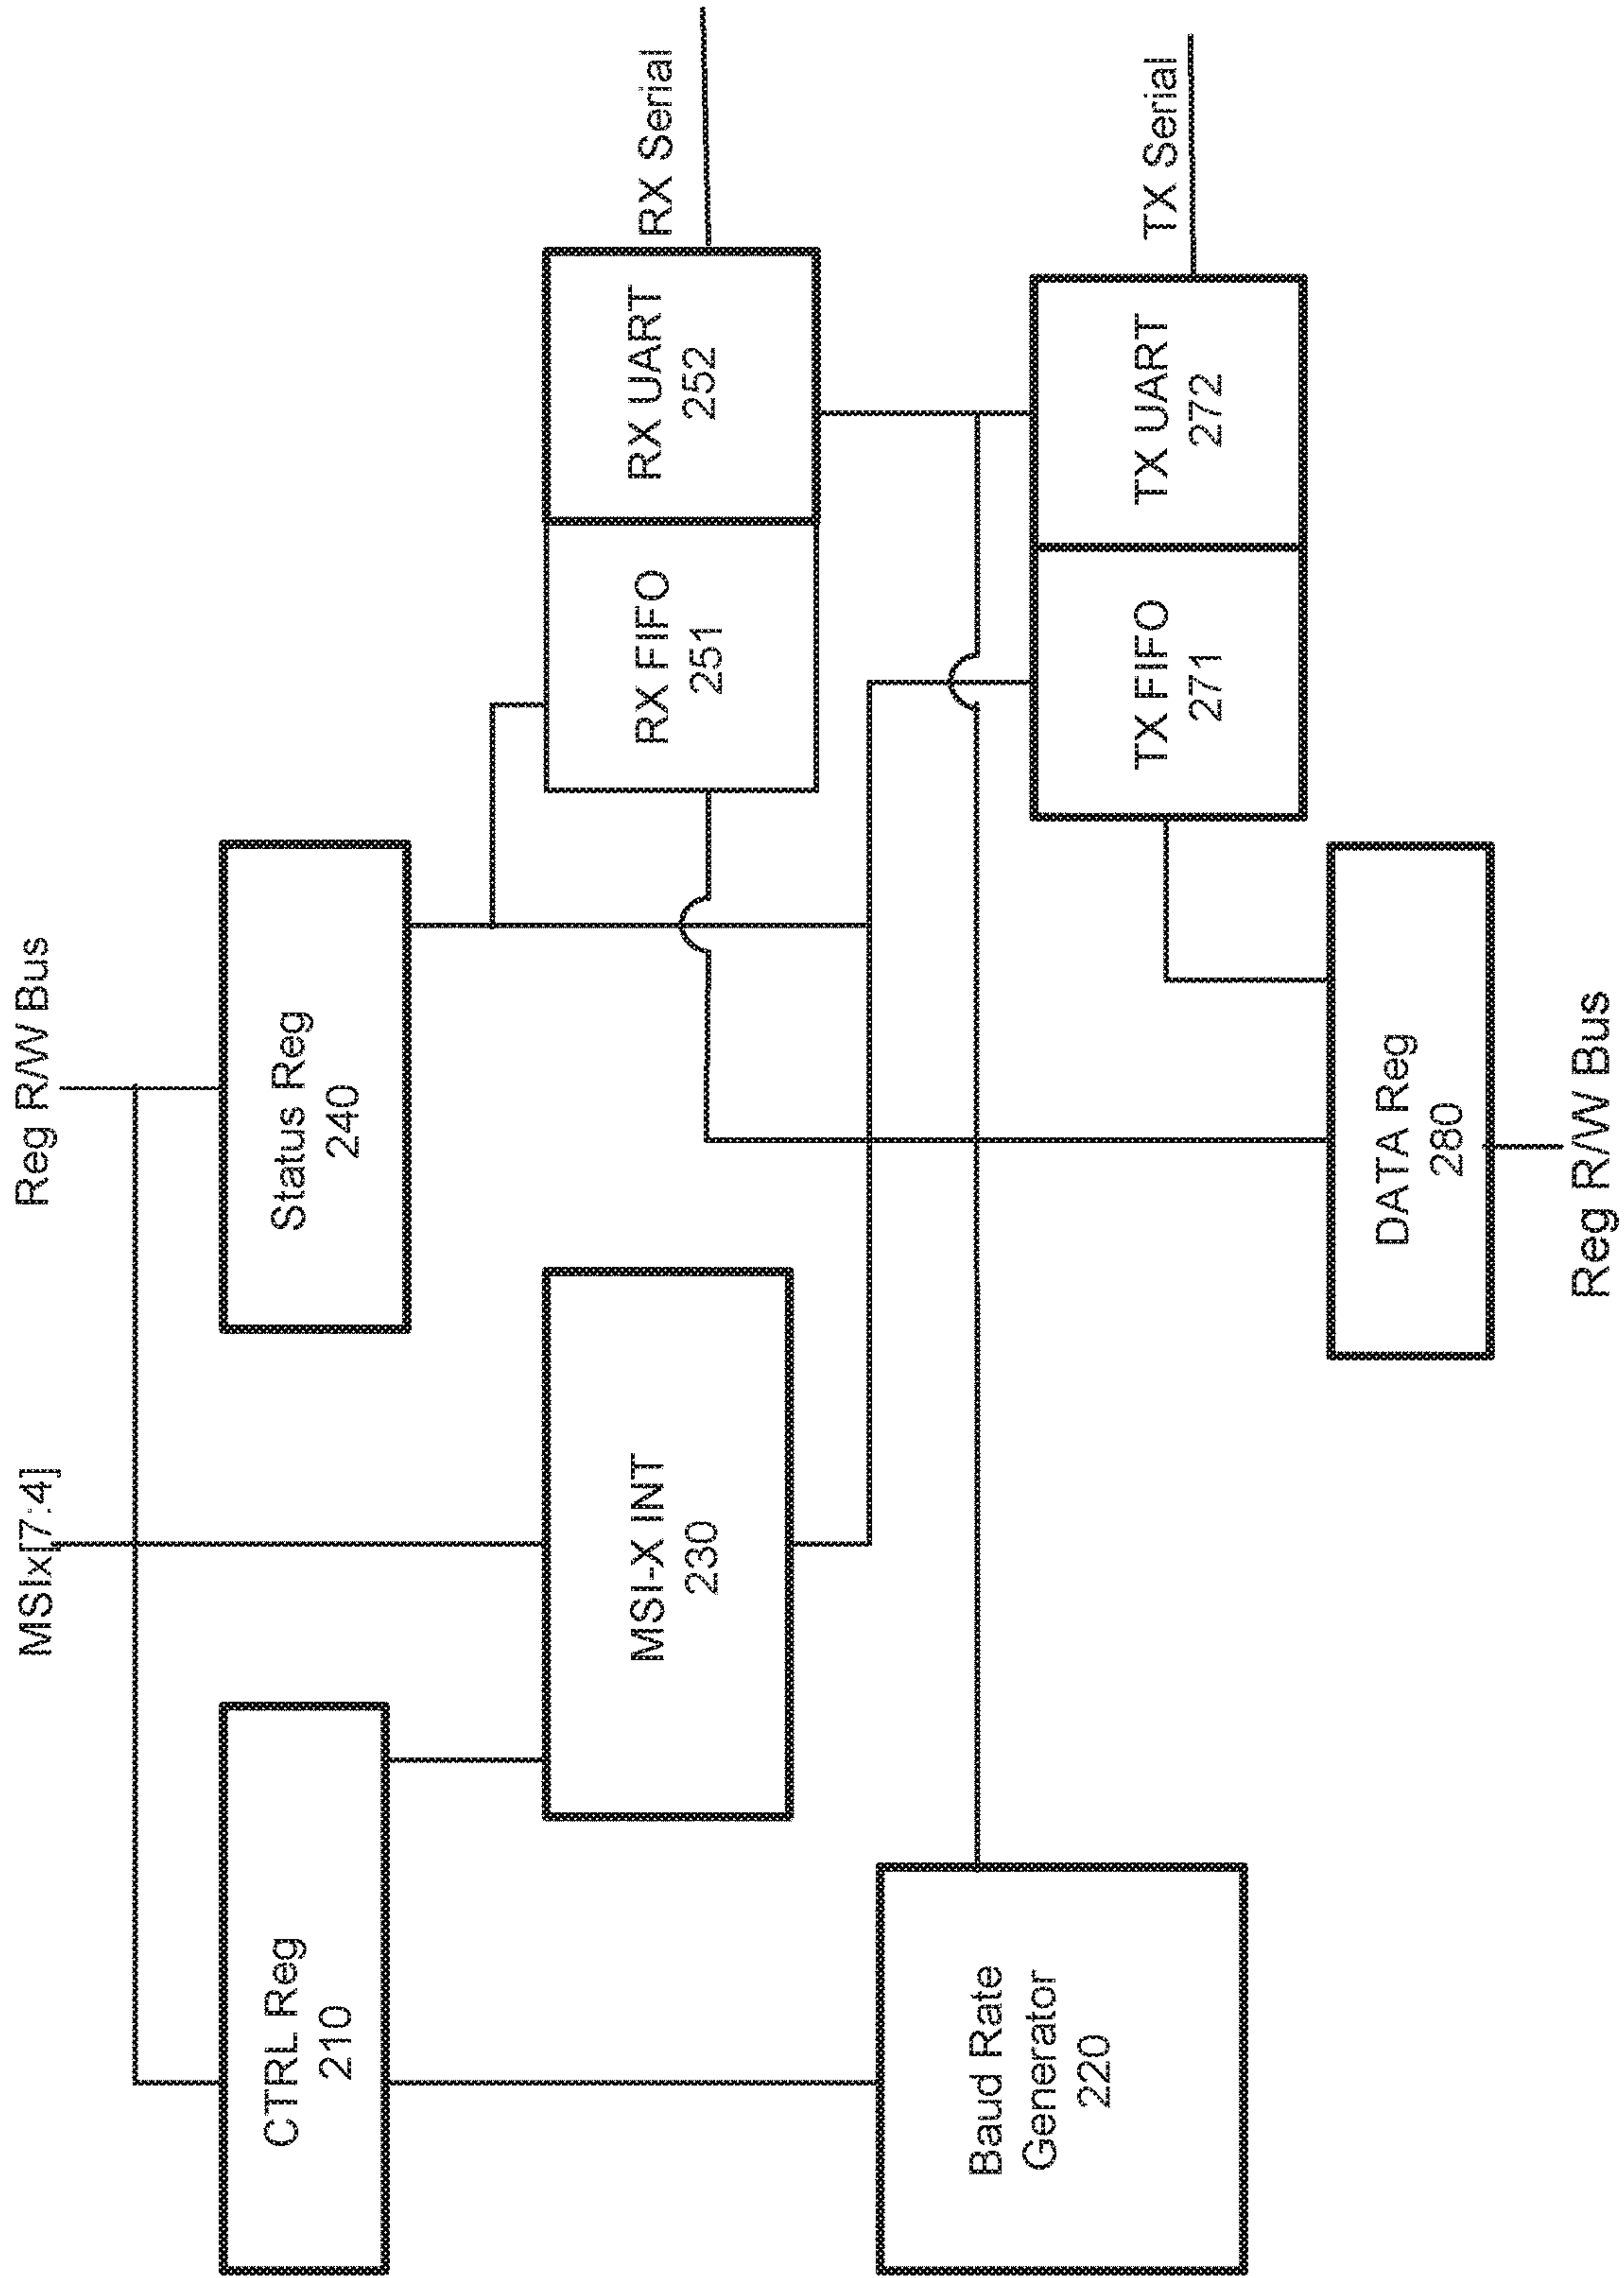 Reg R/W Bus
MSIx[7:4]
CTRL Reg
210
Status Reg
240
MSI-X INT
230
RX FIFO
251
RX UART
252
RX Serial
Baud Rate
Generator
220
TX FIFO
271
TX UART
272
TX Serial
DATA Reg
280
Reg R/W Bus